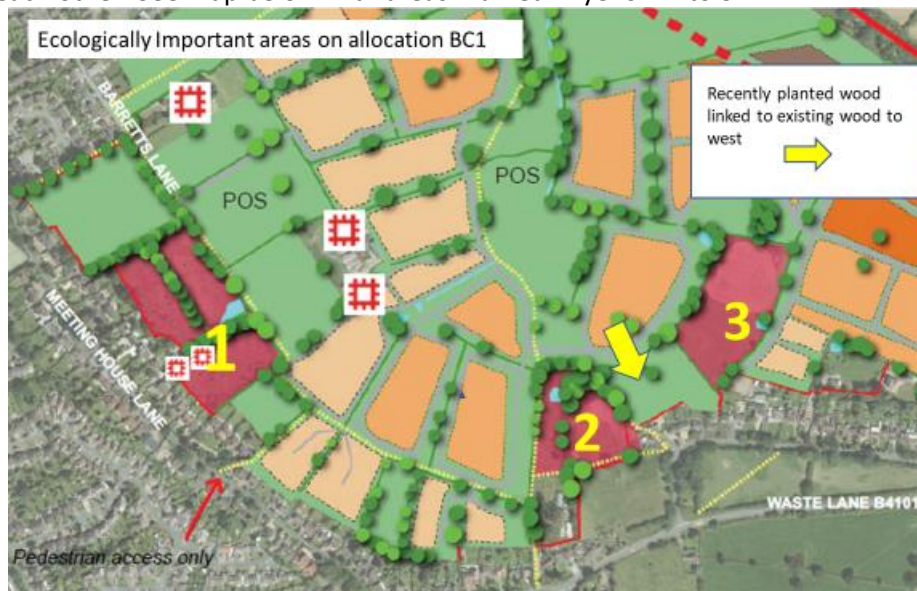 Ecologically Important areas on allocation BC1
Recently planted wood
linked to existing wood to
west
BARRETTS LANE
POS
POS
MEETING HOUSE LANE
1
2
3
WASTE LANE B4101
Pedestrian access only